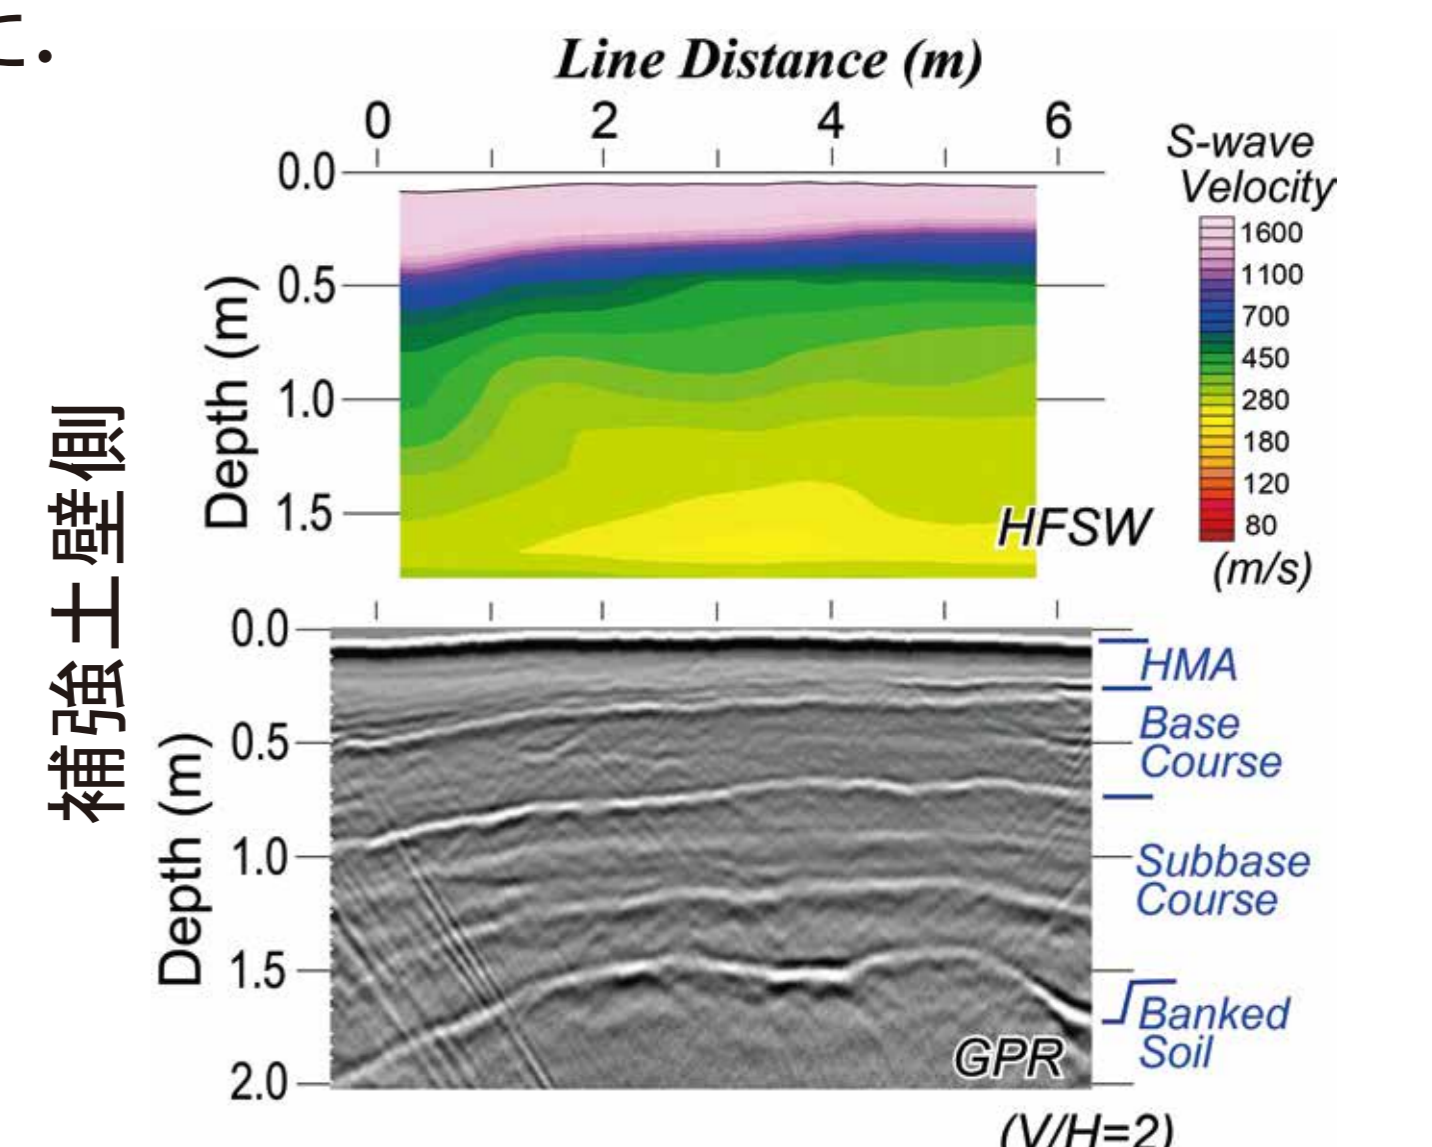 Line Distance (m)
0 2 4 6
S-wave
Velocity
1600
1100
700
450
280
180
120
80
(m/s)
0.0
0.5
1.0
1.5
Depth (m)
HFSW
補強土壁側
0.0
0.5
1.0
1.5
2.0
Depth (m)
HMA
Base
Course
Subbase
Course
Banked
Soil
GPR
(V/H=2)